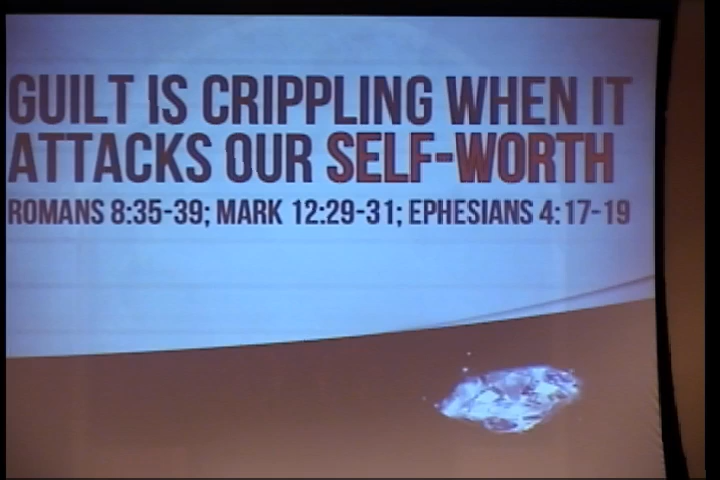 GUILT IS CRIPPLING WHEN IT
ATTACKS OUR SELF-WORTH
ROMANS 8:35-39; MARK 12:29-31; EPHESIANS 4:17-19